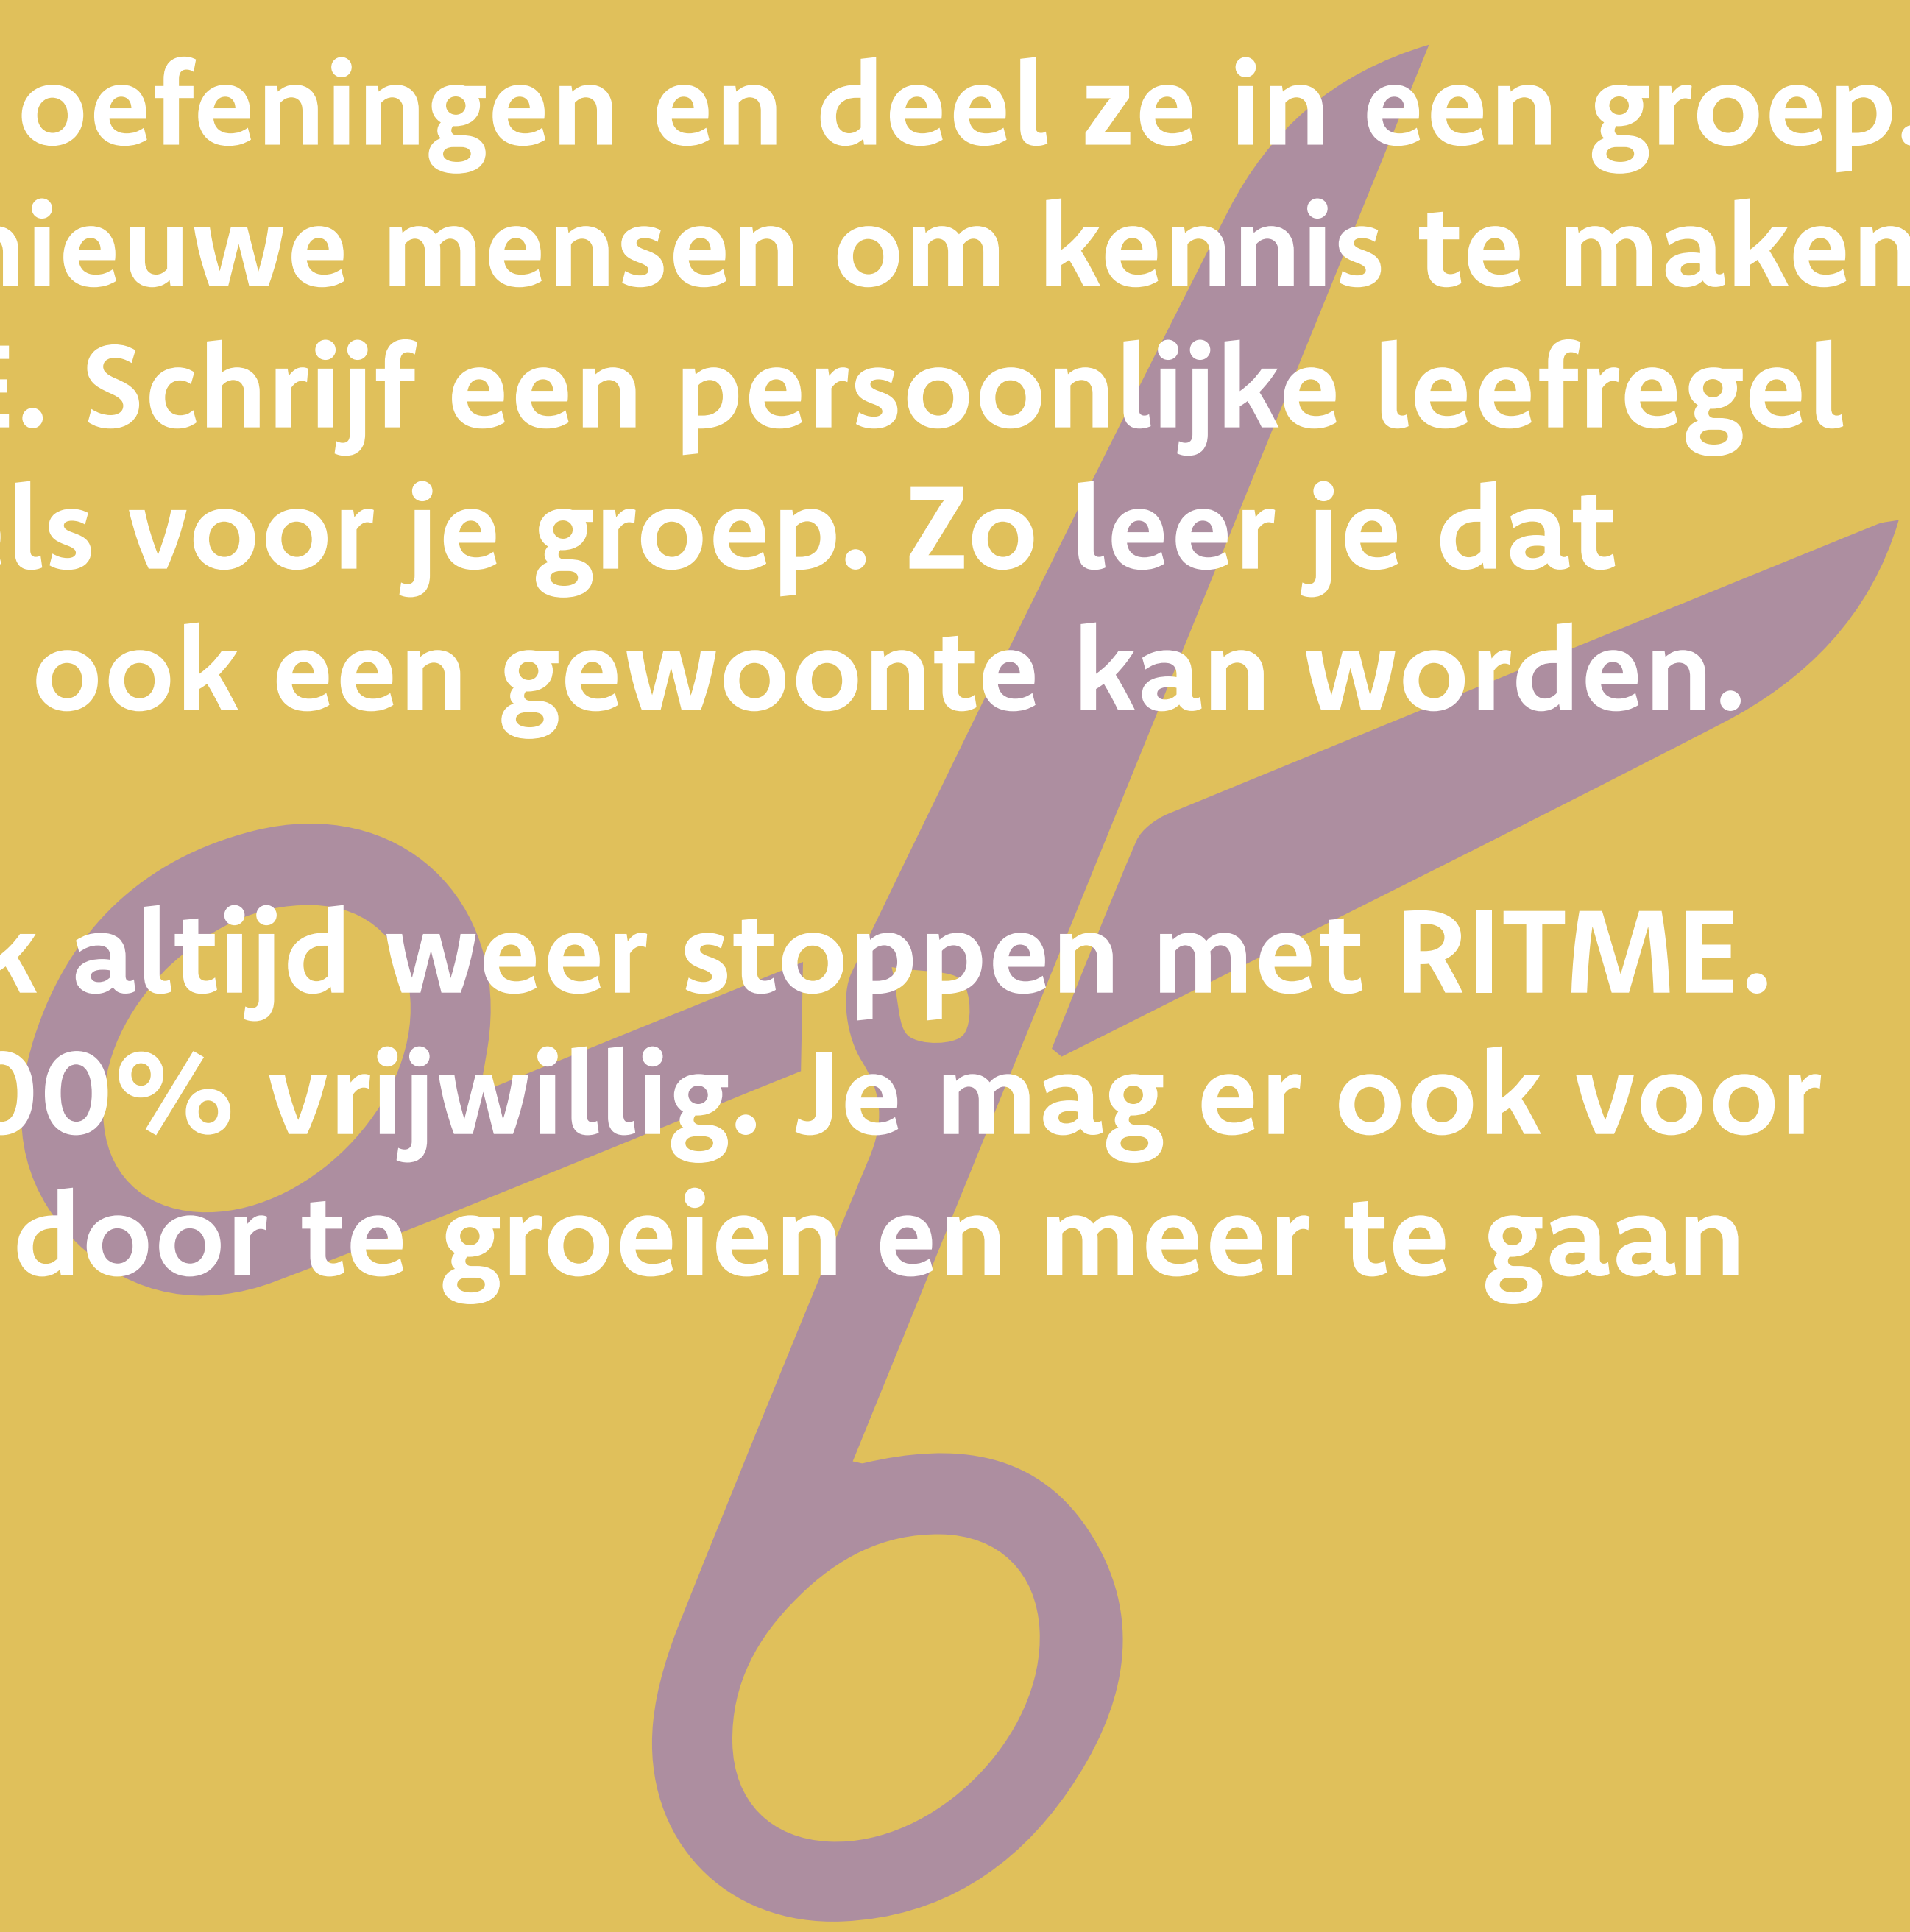 oefeningen en deel ze in een groep.
nieuwe mensen om kennis te maken
. Schrijf een persoonlijke leefregel
ls voor je groep. Zo leer je dat
ook een gewoonte kan worden.
k altijd weer stoppen met RITME.
00% vrijwillig. Je mag er ook voor
door te groeien en meer te gaan